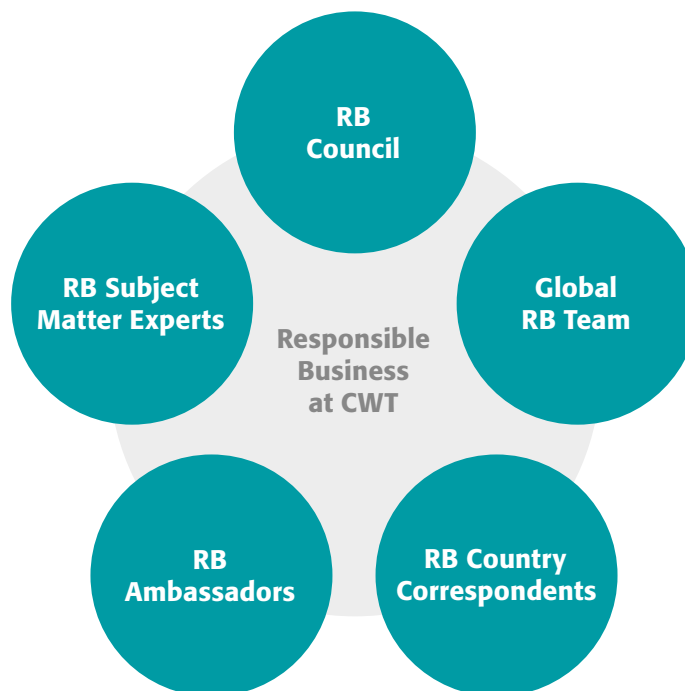 RB
Council
RB Subject
Matter Experts
Global
RB Team
Responsible
Business
at CWT
RB
Ambassadors
RB Country
Correspondents